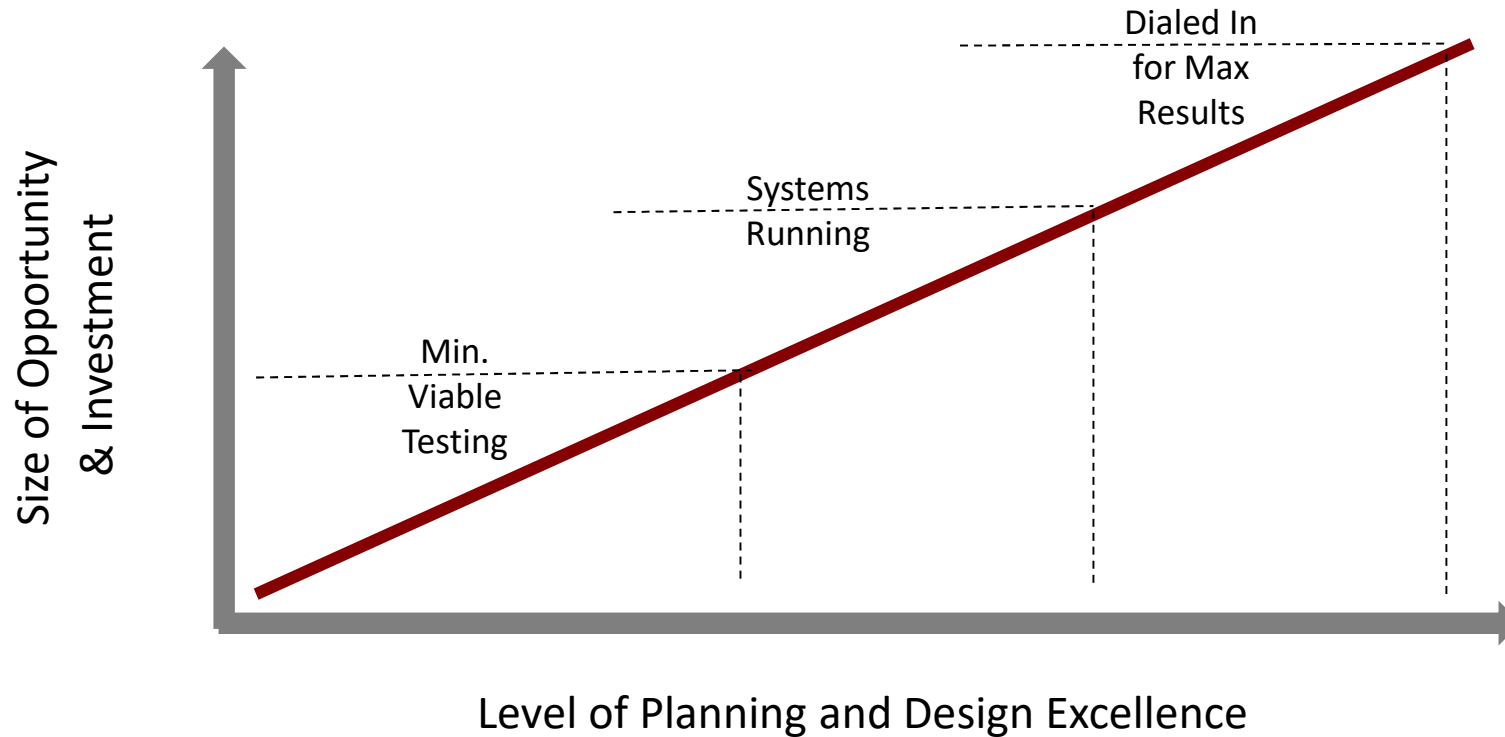 Dialed In
for Max
Results
Systems
Running
Min.
Viable
Testing
Size of Opportunity
& Investment
Level of Planning and Design Excellence